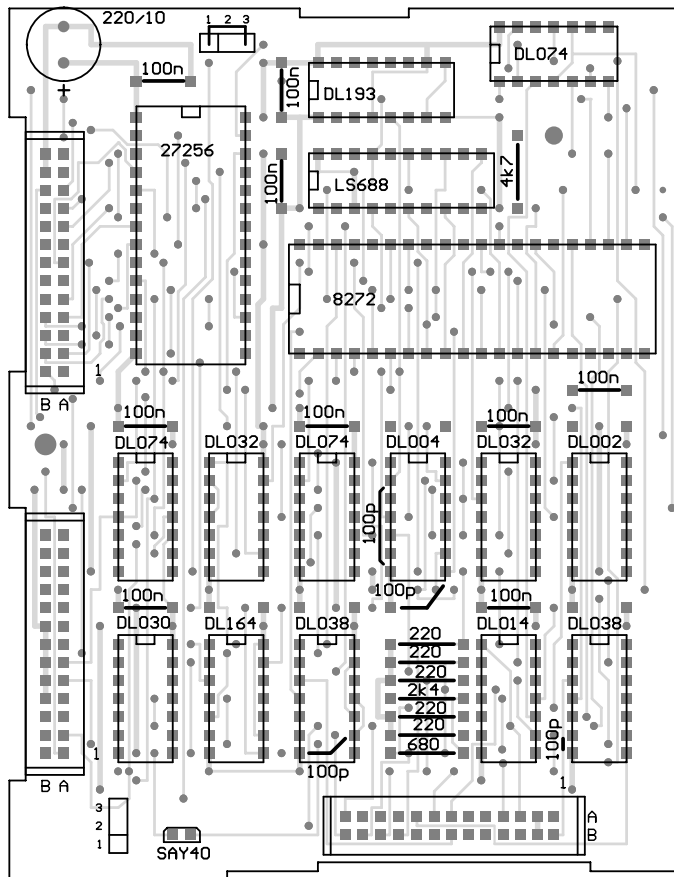 220/10
1 2 3
+
100n
100n
DL193
DL074
27256
100n
LS688
4k7
8272
1
B A
100n
100n
100n
100n
DL074
DL032
DL074
DL004
DL032
DL002
100p
100n
100p
100n
DL030
DL164
DL038
DL014
DL038
220
220
220
2k4
220
220
680
100p
100p
1
1
B A
3
2
1
A
B
SAY40